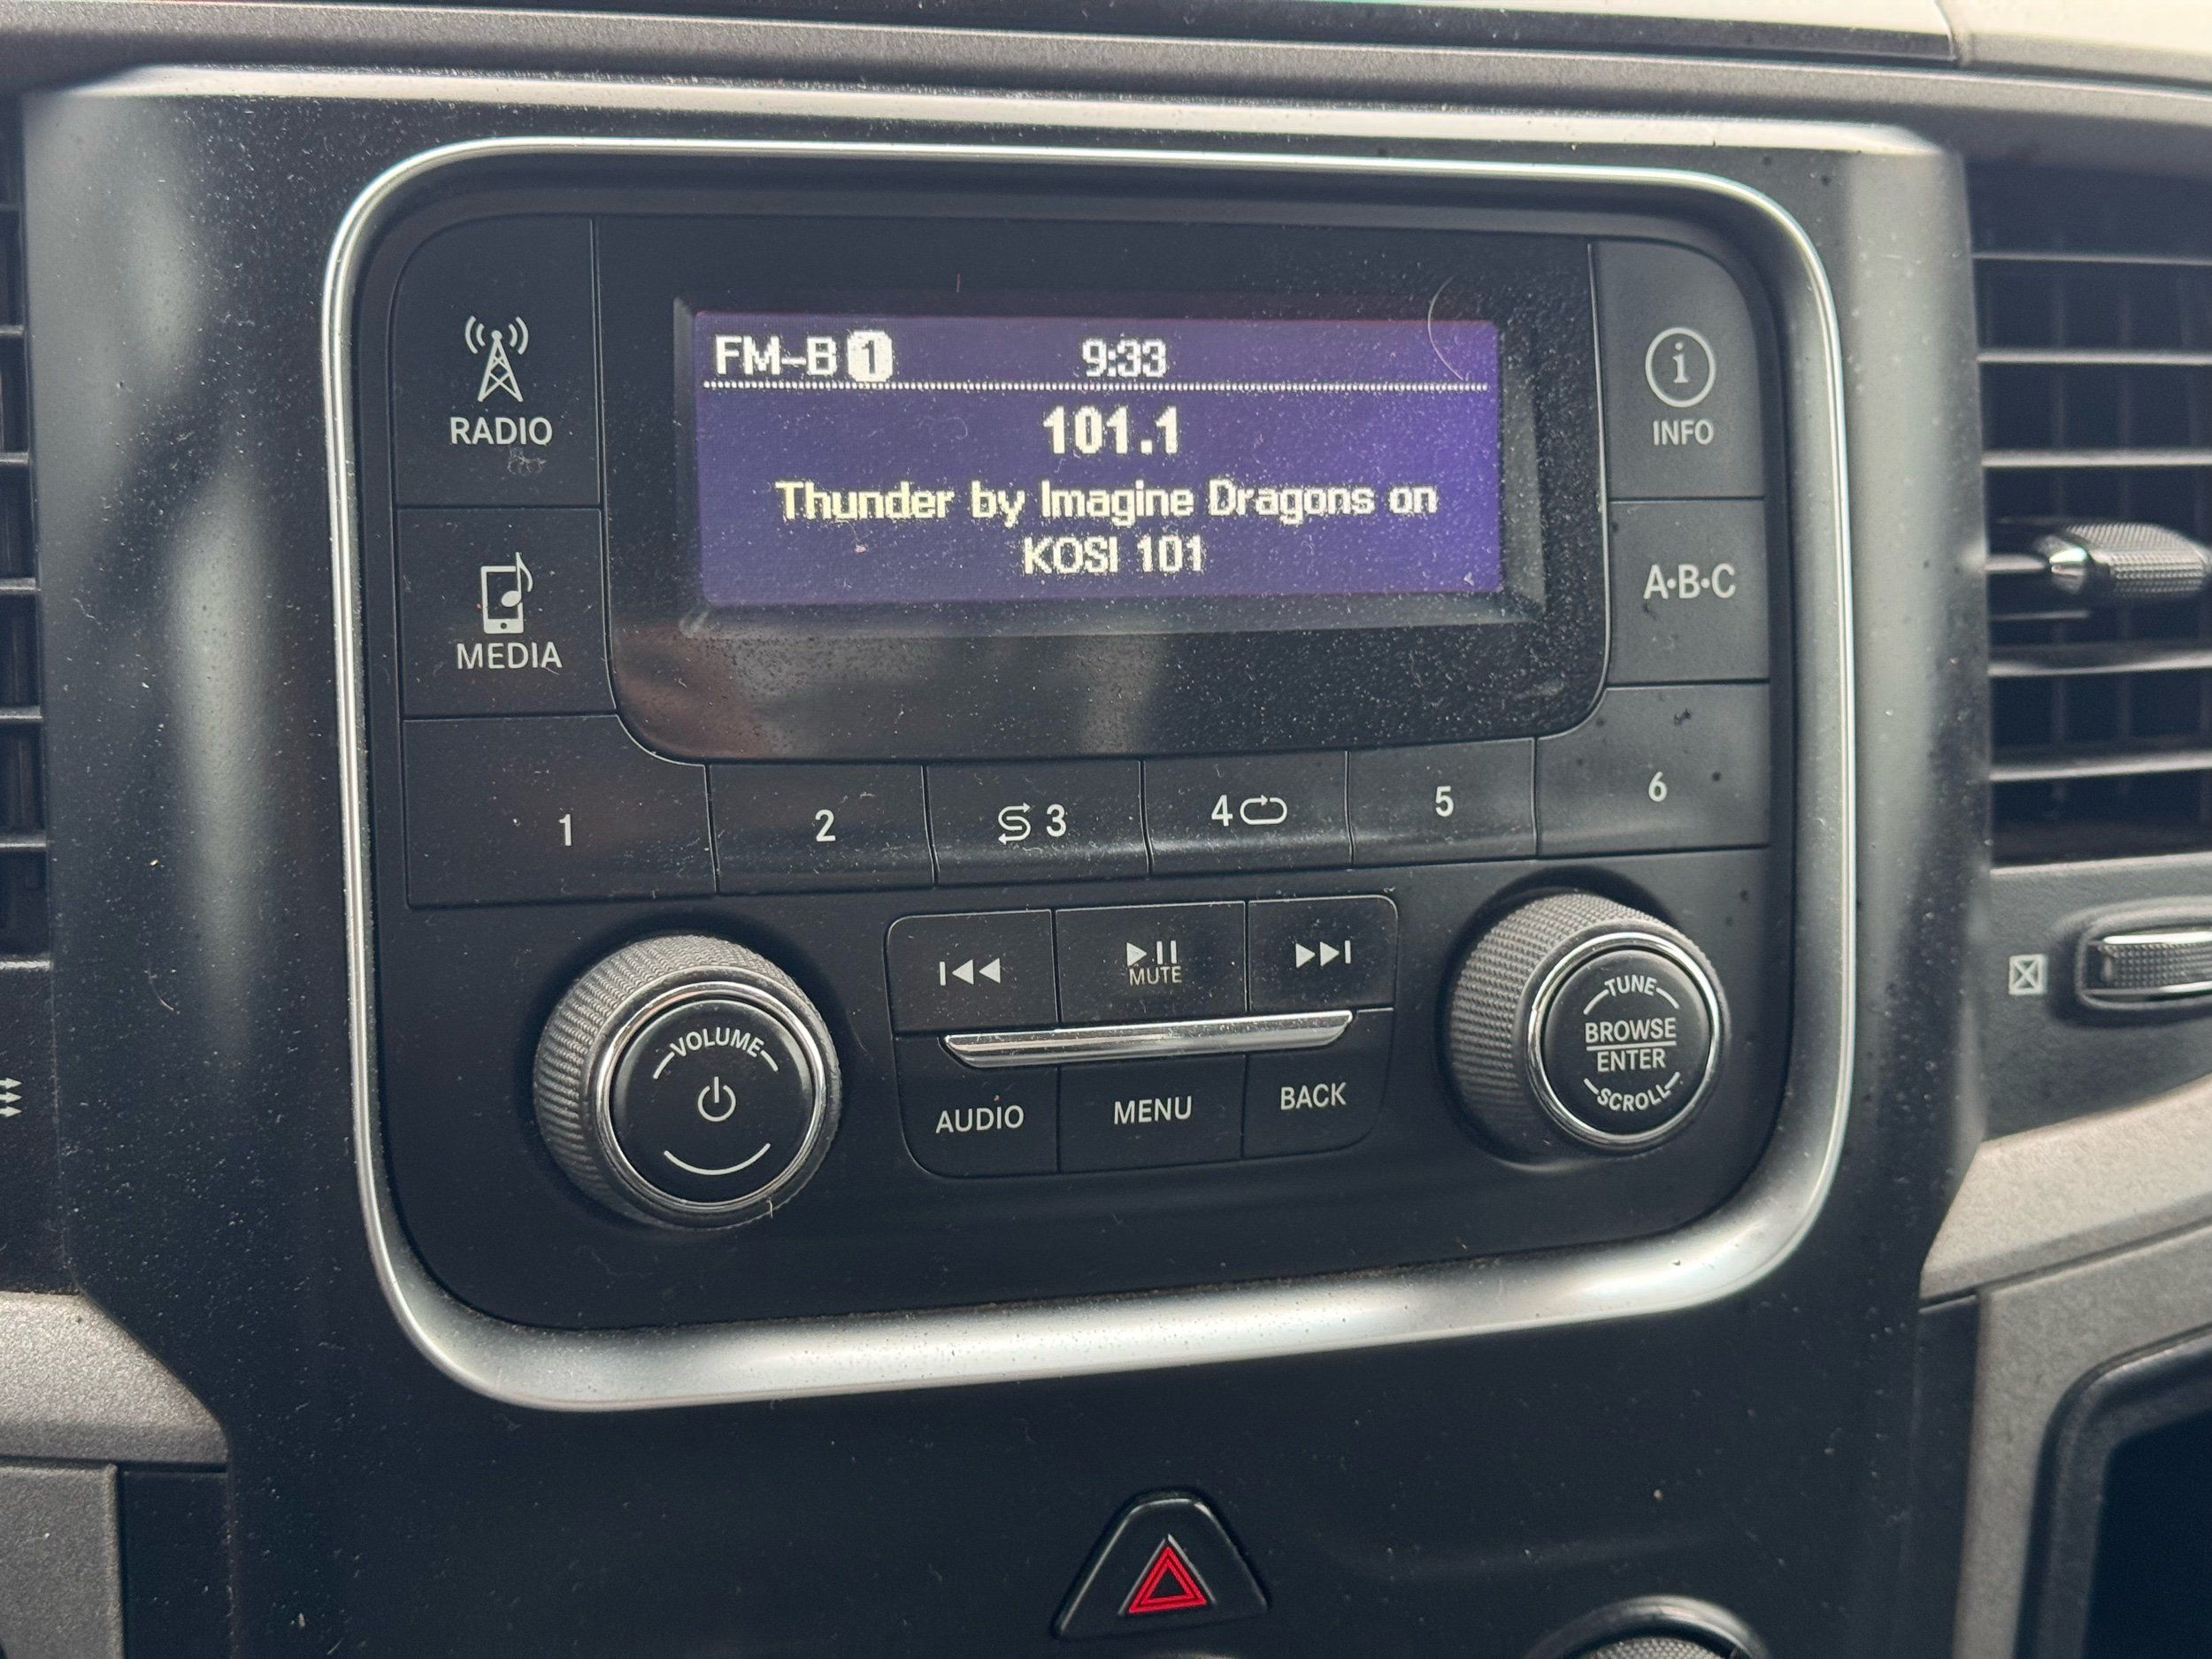 FM-B 1 9:33
101.1
Thunder by Imagine Dragons on
KOSI 101
RADIO
INFO
MEDIA
A•B•C
1 2 3 4 5 6
MUTE
VOLUME
AUDIO MENU BACK
TUNE
BROWSE
ENTER
SCROLL